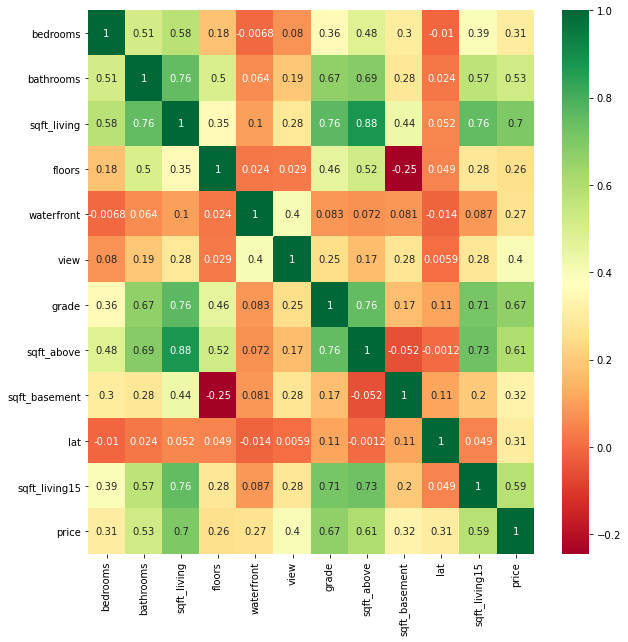 bedrooms 1 0.51 0.58 0.18 -0.0068 0.08 0.36 0.48 0.3 -0.01 0.39 0.31
bathrooms 0.51 1 0.76 0.5 0.064 0.19 0.67 0.69 0.28 0.024 0.57 0.53
sqft_living 0.58 0.76 1 0.35 0.1 0.28 0.76 0.88 0.44 0.052 0.76 0.7
floors 0.18 0.5 0.35 1 0.024 0.029 0.46 0.52 -0.25 0.049 0.28 0.26
waterfront -0.0068 0.064 0.1 0.024 1 0.4 0.083 0.072 0.081 -0.014 0.087 0.27
view 0.08 0.19 0.28 0.029 0.4 1 0.25 0.17 0.28 0.0059 0.28 0.4
grade 0.36 0.67 0.76 0.46 0.083 0.25 1 0.76 0.17 0.11 0.71 0.67
sqft_above 0.48 0.69 0.88 0.52 0.072 0.17 0.76 1 -0.052 -0.0012 0.73 0.61
sqft_basement 0.3 0.28 0.44 -0.25 0.081 0.28 0.17 -0.052 1 0.11 0.2 0.32
lat -0.01 0.024 0.052 0.049 -0.014 0.0059 0.11 -0.0012 0.11 1 0.049 0.31
sqft_living15 0.39 0.57 0.76 0.28 0.087 0.28 0.71 0.73 0.2 0.049 1 0.59
price 0.31 0.53 0.7 0.26 0.27 0.4 0.67 0.61 0.32 0.31 0.59 1
bedrooms
bathrooms
sqft_living
floors
waterfront
view
grade
sqft_above
sqft_basement
lat
sqft_living15
price
1.0
0.8
0.6
0.4
0.2
0.0
−0.2